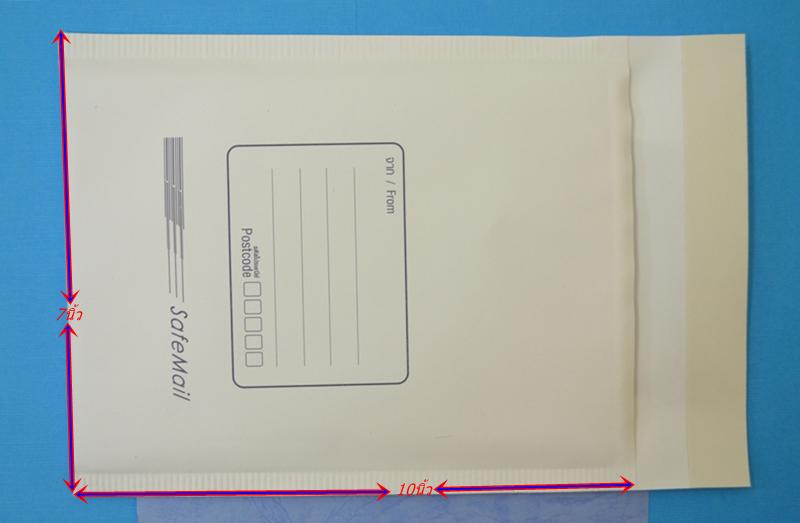 จาก / From
รหัสไปรษณีย์
Postcode
SafeMail
7นิ้ว
10นิ้ว